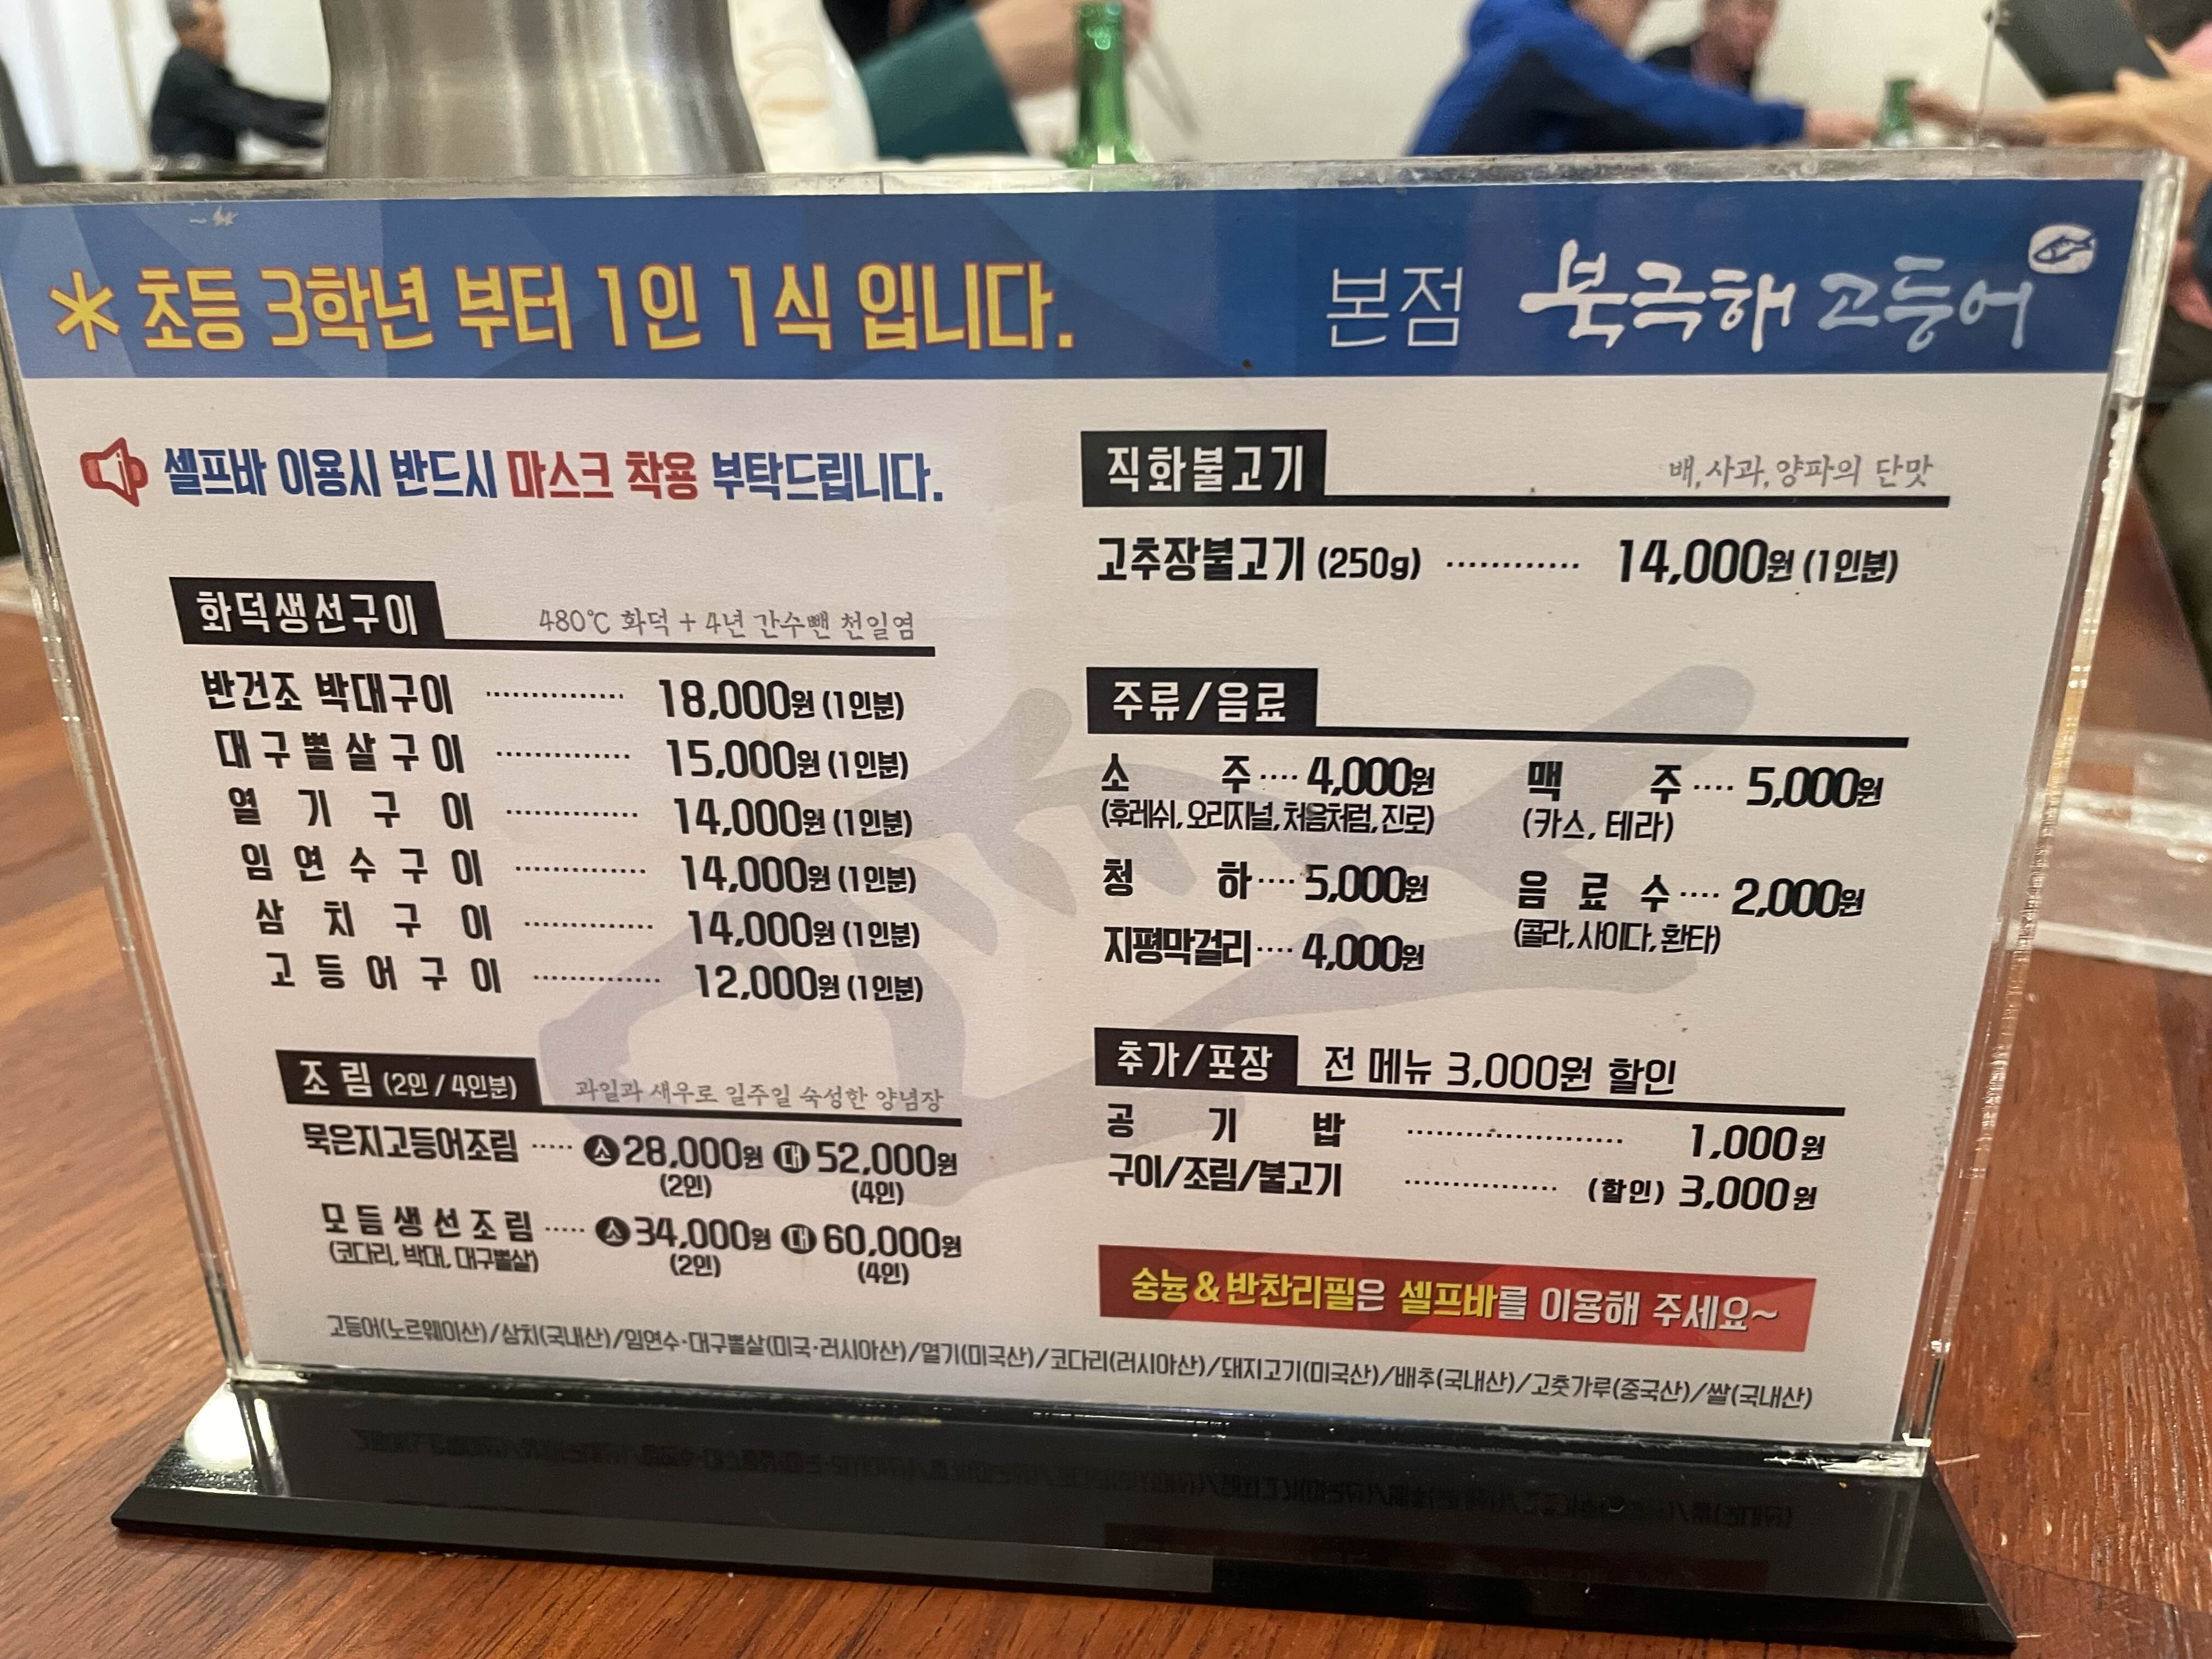 * 초등 3학년 부터 1인 1식 입니다.
본점 북극해 고등어
셀프바 이용시 반드시 마스크 착용 부탁드립니다.
화덕생선구이 480℃ 화덕 + 4년 간수뺀 천일염
반건조 박대구이 ·············· 18,000원 (1인분)
대구뽈살구이 ·············· 15,000원 (1인분)
열기구이 ·············· 14,000원 (1인분)
임연수구이 ·············· 14,000원 (1인분)
삼치구이 ·············· 14,000원 (1인분)
고등어구이 ·············· 12,000원 (1인분)
조림 (2인 / 4인분) 과일과 새우로 일주일 숙성한 양념장
묵은지고등어조림 ····· 소 28,000원 대 52,000원
(2인) (4인)
모듬생선조림 ····· 소 34,000원 대 60,000원
(코다리, 박대, 대구뽈살) (2인) (4인)
직화불고기 배,사과,양파의 단맛
고추장불고기 (250g) ············ 14,000원 (1인분)
주류/음료
소주 ···· 4,000원 맥주 ···· 5,000원
(후레쉬, 오리지널, 처음처럼, 진로) (카스, 테라)
청하 ···· 5,000원 음료수 ···· 2,000원
(콜라, 사이다, 환타)
지평막걸리 ···· 4,000원
추가/포장 전 메뉴 3,000원 할인
공기밥 ······················ 1,000원
구이/조림/불고기 ················ (할인) 3,000원
숭늉 & 반찬리필은 셀프바를 이용해 주세요~
고등어(노르웨이산)/삼치(국내산)/임연수·대구뽈살(미국·러시아산)/열기(미국산)/코다리(러시아산)/돼지고기(미국산)/배추(국내산)/고춧가루(중국산)/쌀(국내산)